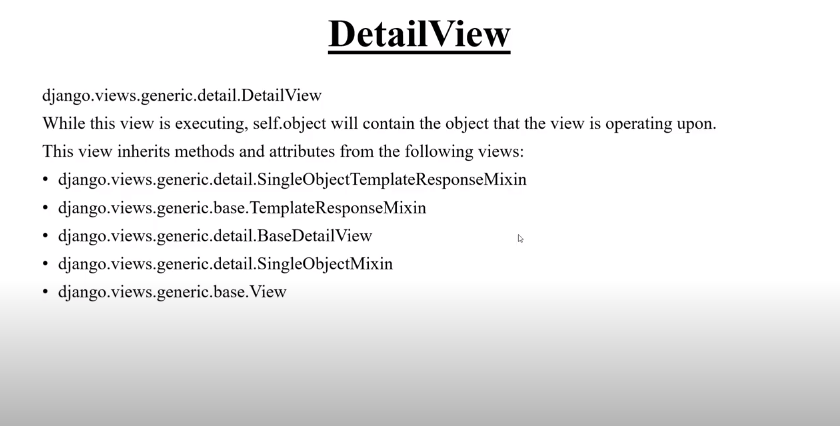 DetailView
django.views.generic.detail.DetailView
While this view is executing, self.object will contain the object that the view is operating upon.
This view inherits methods and attributes from the following views:
• django.views.generic.detail.SingleObjectTemplateResponseMixin
• django.views.generic.base.TemplateResponseMixin
• django.views.generic.detail.BaseDetailView
• django.views.generic.detail.SingleObjectMixin
• django.views.generic.base.View